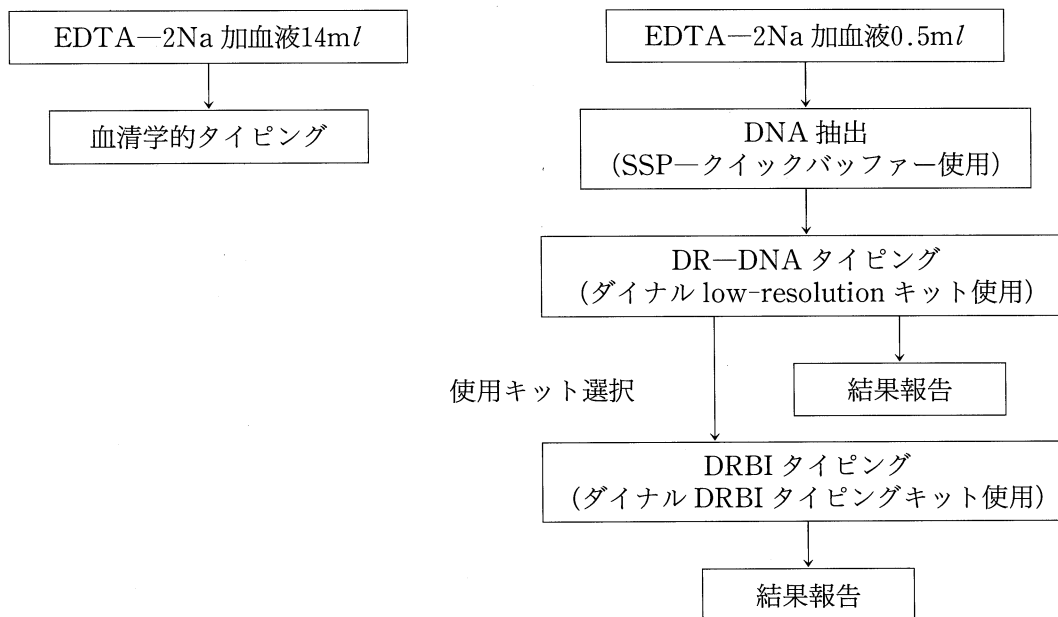 EDTA—2Na 加血液14ml
血清学的タイピング
EDTA—2Na 加血液0.5ml
DNA 抽出
(SSP—クイックバッファー使用)
DR—DNA タイピング
(ダイナル low-resolution キット使用)
使用キット選択
結果報告
DRBI タイピング
(ダイナル DRBI タイピングキット使用)
結果報告